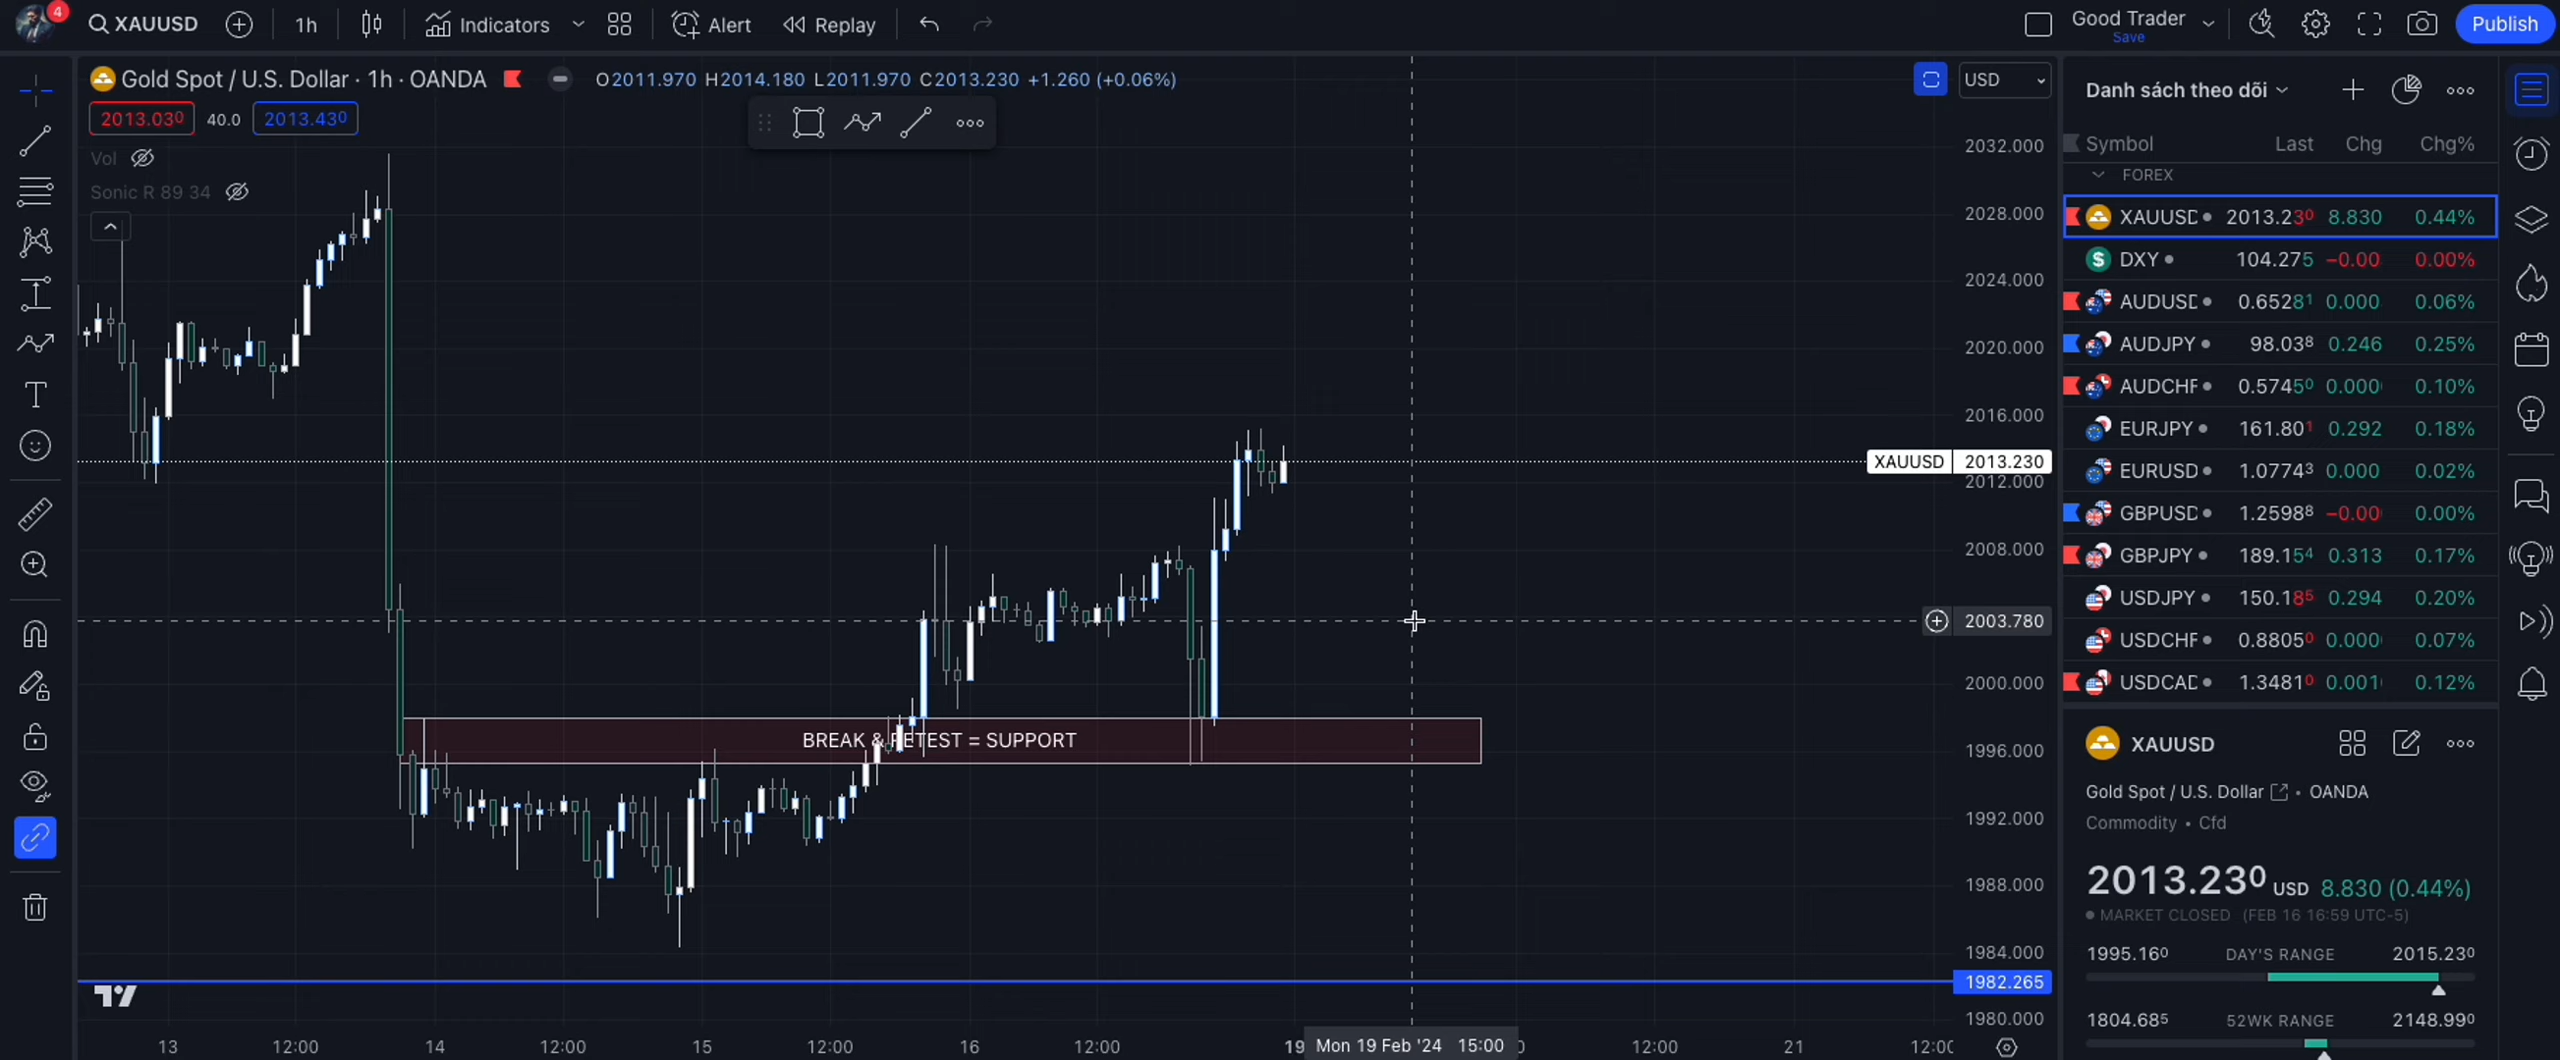 4
XAUUSD
1h
Indicators
Alert
Replay
Good Trader
Save
Publish
Gold Spot / U.S. Dollar · 1h · OANDA
O2011.970 H2014.180 L2011.970 C2013.230 +1.260 (+0.06%)
USD
2013.030 40.0 2013.430
Vol
Sonic R 89 34
BREAK & RETEST = SUPPORT
2032.000
2028.000
2024.000
2020.000
2016.000
XAUUSD 2013.230
2012.000
2008.000
2003.780
2000.000
1996.000
1992.000
1988.000
1984.000
1982.265
1980.000
13 12:00 14 12:00 15 12:00 16 12:00 19 Mon 19 Feb '24 15:00 12:00 21 12:00
Danh sách theo dõi
Symbol Last Chg Chg%
FOREX
XAUUSD 2013.230 8.830 0.44%
DXY 104.275 −0.00 0.00%
AUDUSD 0.65281 0.000 0.06%
AUDJPY 98.038 0.246 0.25%
AUDCHF 0.57450 0.000 0.10%
EURJPY 161.801 0.292 0.18%
EURUSD 1.07743 0.000 0.02%
GBPUSD 1.25988 −0.00 0.00%
GBPJPY 189.154 0.313 0.17%
USDJPY 150.185 0.294 0.20%
USDCHF 0.88050 0.000 0.07%
USDCAD 1.34810 0.001 0.12%
XAUUSD
Gold Spot / U.S. Dollar • OANDA
Commodity • Cfd
2013.230 USD 8.830 (0.44%)
MARKET CLOSED (FEB 16 16:59 UTC-5)
1995.160 DAY'S RANGE 2015.230
1804.685 52WK RANGE 2148.990